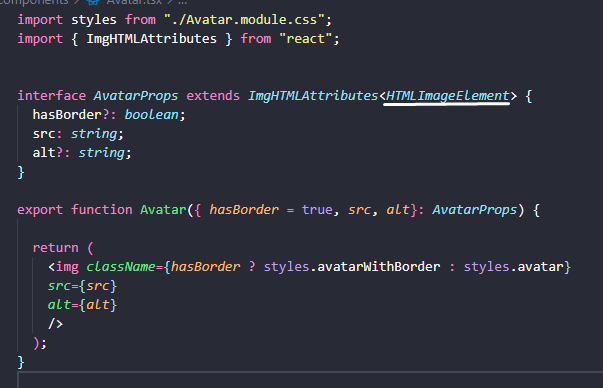 components > Avatar.tsx > ...
import styles from "./Avatar.module.css";
import { ImgHTMLAttributes } from "react";
interface AvatarProps extends ImgHTMLAttributes<HTMLImageElement> {
hasBorder?: boolean;
src: string;
alt?: string;
}
export function Avatar({ hasBorder = true, src, alt}: AvatarProps) {
return (
<img className={hasBorder ? styles.avatarWithBorder : styles.avatar}
src={src}
alt={alt}
/>
);
}